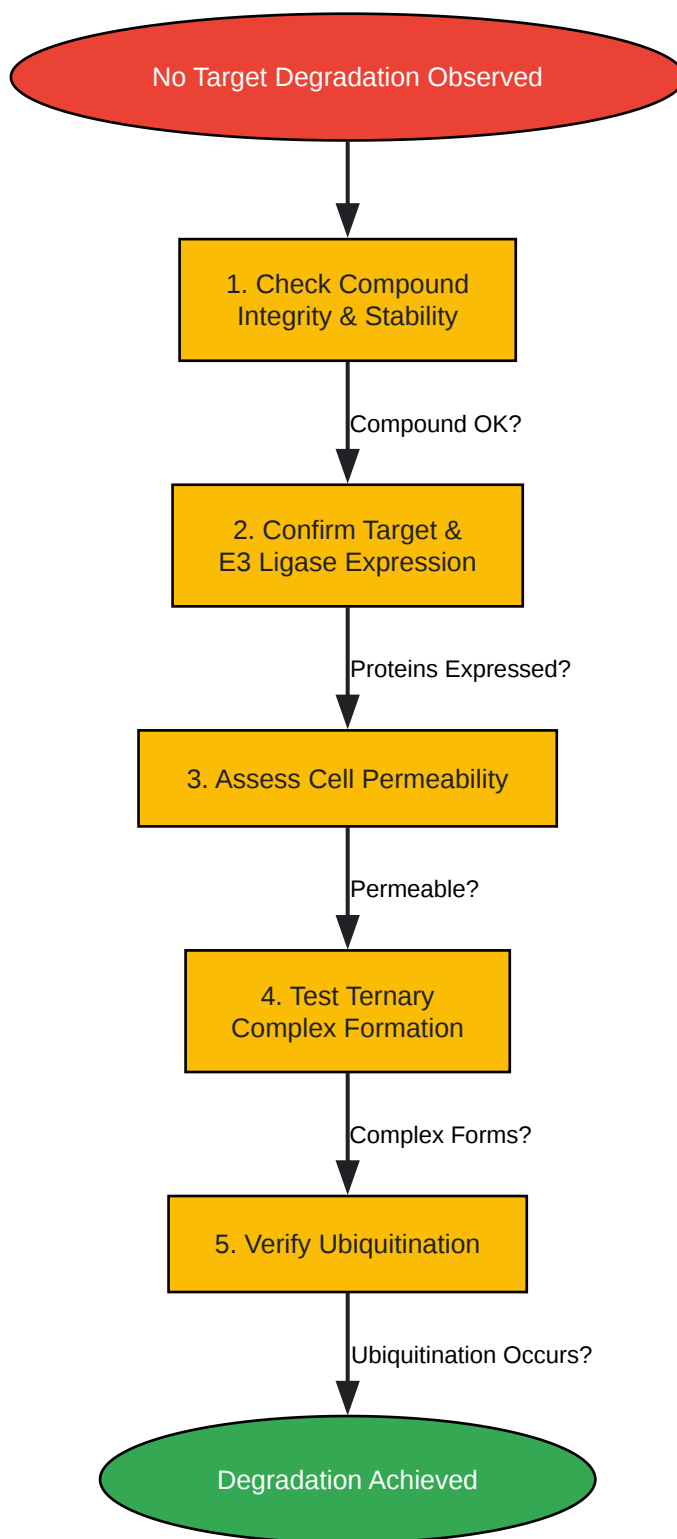 No Target Degradation Observed
1. Check Compound
Integrity & Stability
Compound OK?
2. Confirm Target &
E3 Ligase Expression
Proteins Expressed?
3. Assess Cell Permeability
Permeable?
4. Test Ternary
Complex Formation
Complex Forms?
5. Verify Ubiquitination
Ubiquitination Occurs?
Degradation Achieved